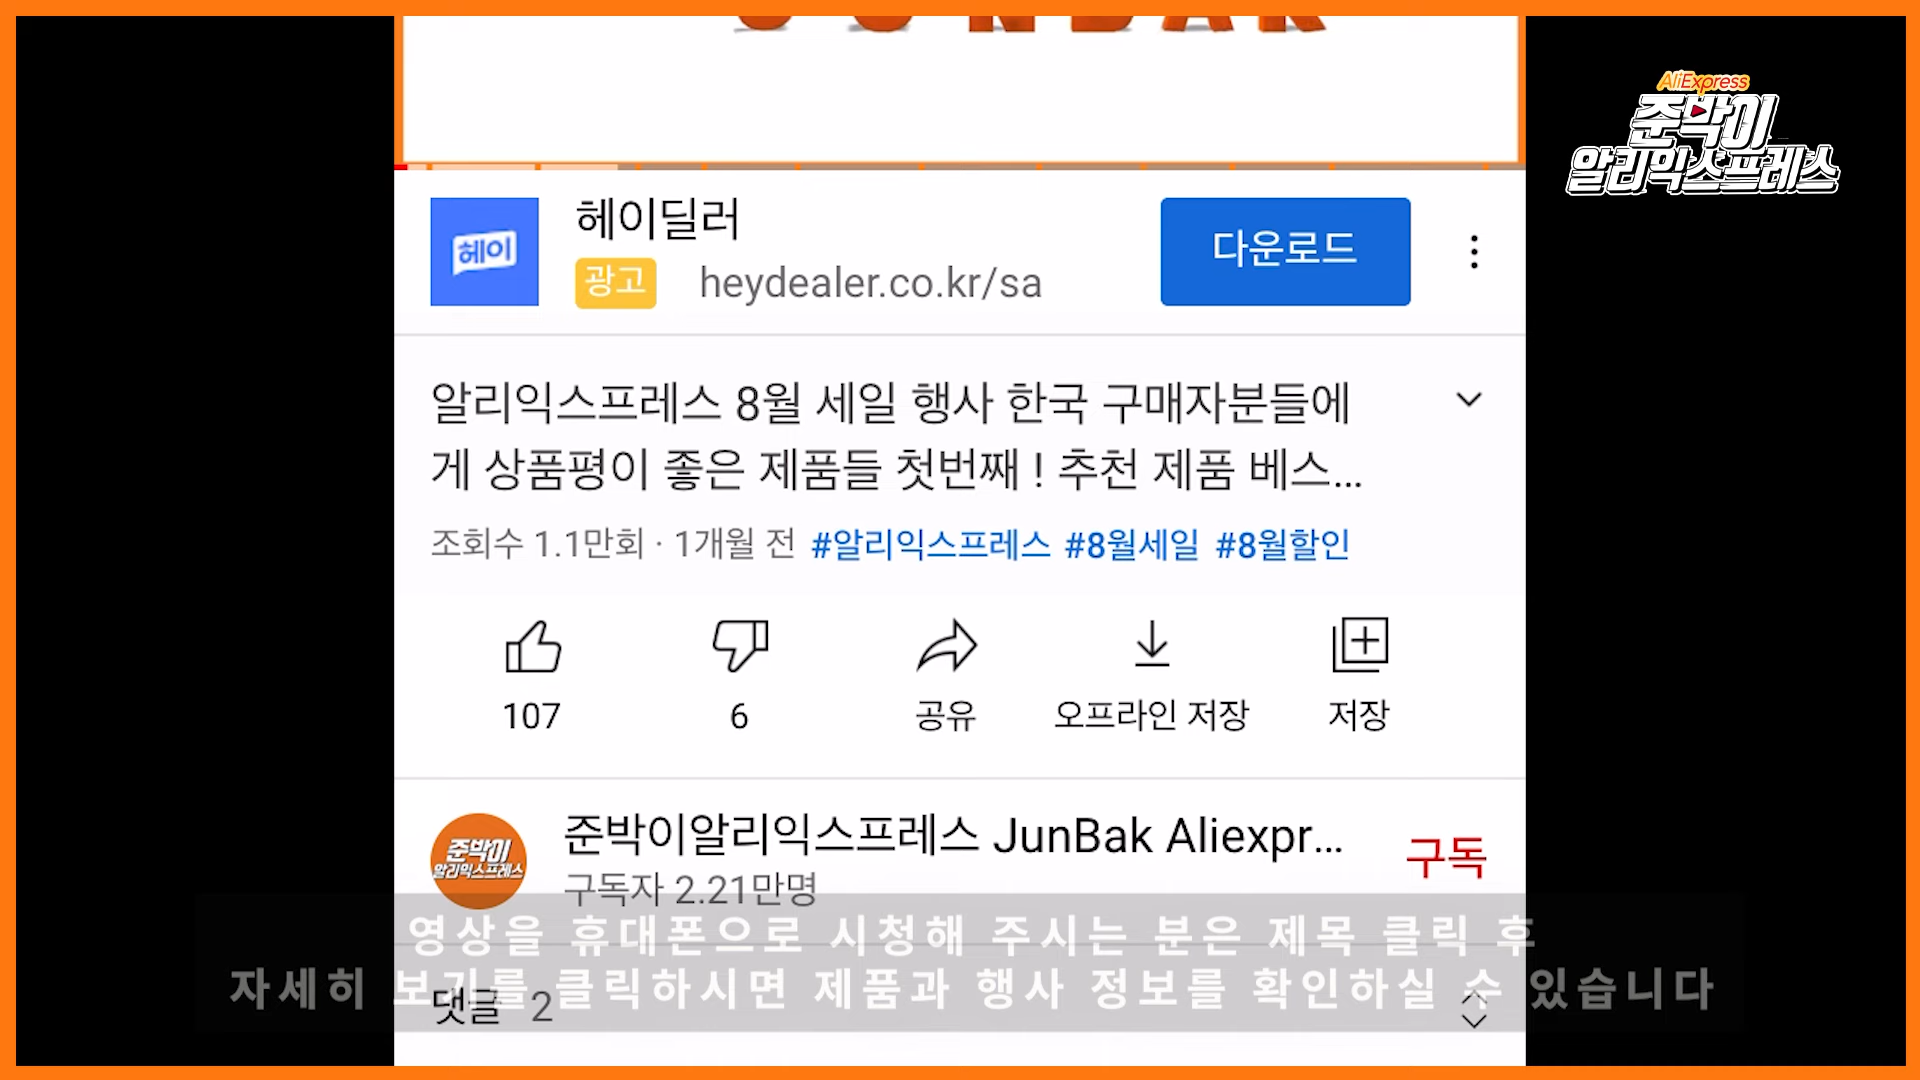 JUNBAK
AliExpress
준박이
알리익스프레스
헤이
헤이딜러
광고 heydealer.co.kr/sa
다운로드
알리익스프레스 8월 세일 행사 한국 구매자분들에
게 상품평이 좋은 제품들 첫번째 ! 추천 제품 베스...
조회수 1.1만회 · 1개월 전 #알리익스프레스 #8월세일 #8월할인
107
6
공유
오프라인 저장
저장
준박이
알리익스프레스
준박이알리익스프레스 JunBak Aliexpr...
구독자 2.21만명
구독
영상을 휴대폰으로 시청해 주시는 분은 제목 클릭 후
자세히 보기를 클릭하시면 제품과 행사 정보를 확인하실 수 있습니다
댓글 2